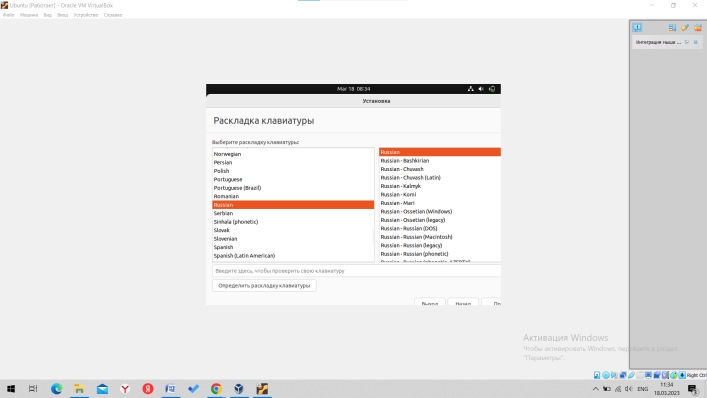 Ubuntu [Работает] - Oracle VM VirtualBox
Файл Машина Вид Ввод Устройства Справка
Интеграция мыши ...
Mar 18 08:34
Установка
Раскладка клавиатуры
Выберите раскладку клавиатуры:
Norwegian
Persian
Polish
Portuguese
Portuguese (Brazil)
Romanian
Russian
Serbian
Sinhala (phonetic)
Slovak
Slovenian
Spanish
Spanish (Latin American)
Russian
Russian - Bashkirian
Russian - Chuvash
Russian - Chuvash (Latin)
Russian - Kalmyk
Russian - Komi
Russian - Mari
Russian - Ossetian (Windows)
Russian - Ossetian (legacy)
Russian - Russian (DOS)
Russian - Russian (Macintosh)
Russian - Russian (legacy)
Russian - Russian (phonetic)
Russian - Russian (phonetic, AZERTY)
Введите здесь, чтобы проверить свою клавиатуру
Определить раскладку клавиатуры
Выход Назад Пр
Активация Windows
Чтобы активировать Windows, перейдите в раздел
"Параметры".
Right Ctrl
ENG
11:34
18.03.2023